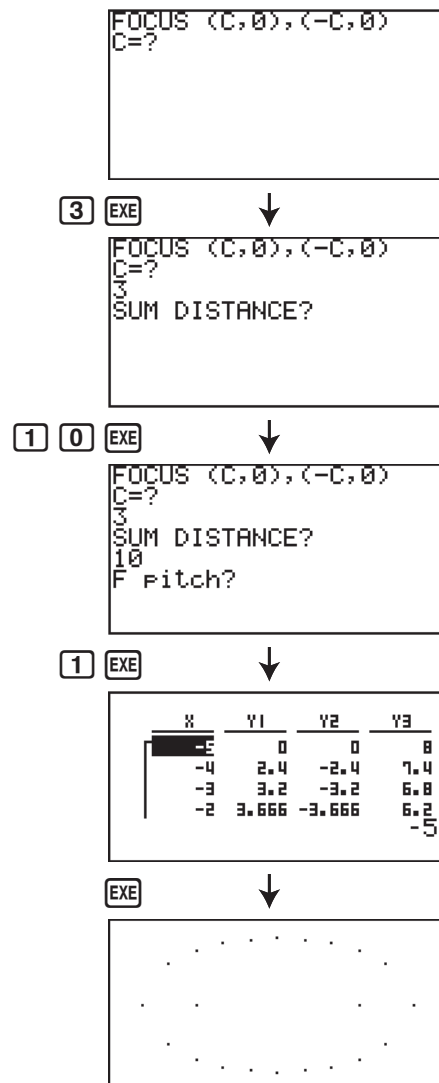 FOCUS (C,0),(-C,0)
C=?
3 EXE
FOCUS (C,0),(-C,0)
C=?
3
SUM DISTANCE?
1 0 EXE
FOCUS (C,0),(-C,0)
C=?
3
SUM DISTANCE?
10
F pitch?
1 EXE
X Y1 Y2 Y3
-5 0 0 8
-4 2.4 -2.4 7.4
-3 3.2 -3.2 6.8
-2 3.666 -3.666 6.2
-5
EXE